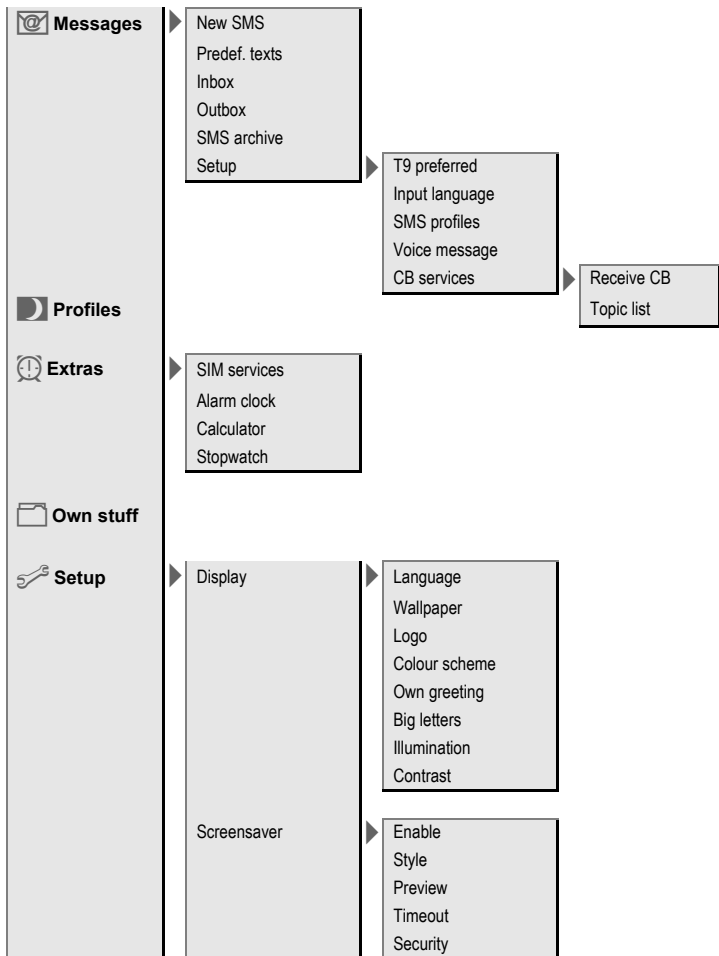 Messages
New SMS
Predef. texts
Inbox
Outbox
SMS archive
Setup
T9 preferred
Input language
SMS profiles
Voice message
CB services
Receive CB
Topic list
Profiles
Extras
SIM services
Alarm clock
Calculator
Stopwatch
Own stuff
Setup
Display
Language
Wallpaper
Logo
Colour scheme
Own greeting
Big letters
Illumination
Contrast
Screensaver
Enable
Style
Preview
Timeout
Security